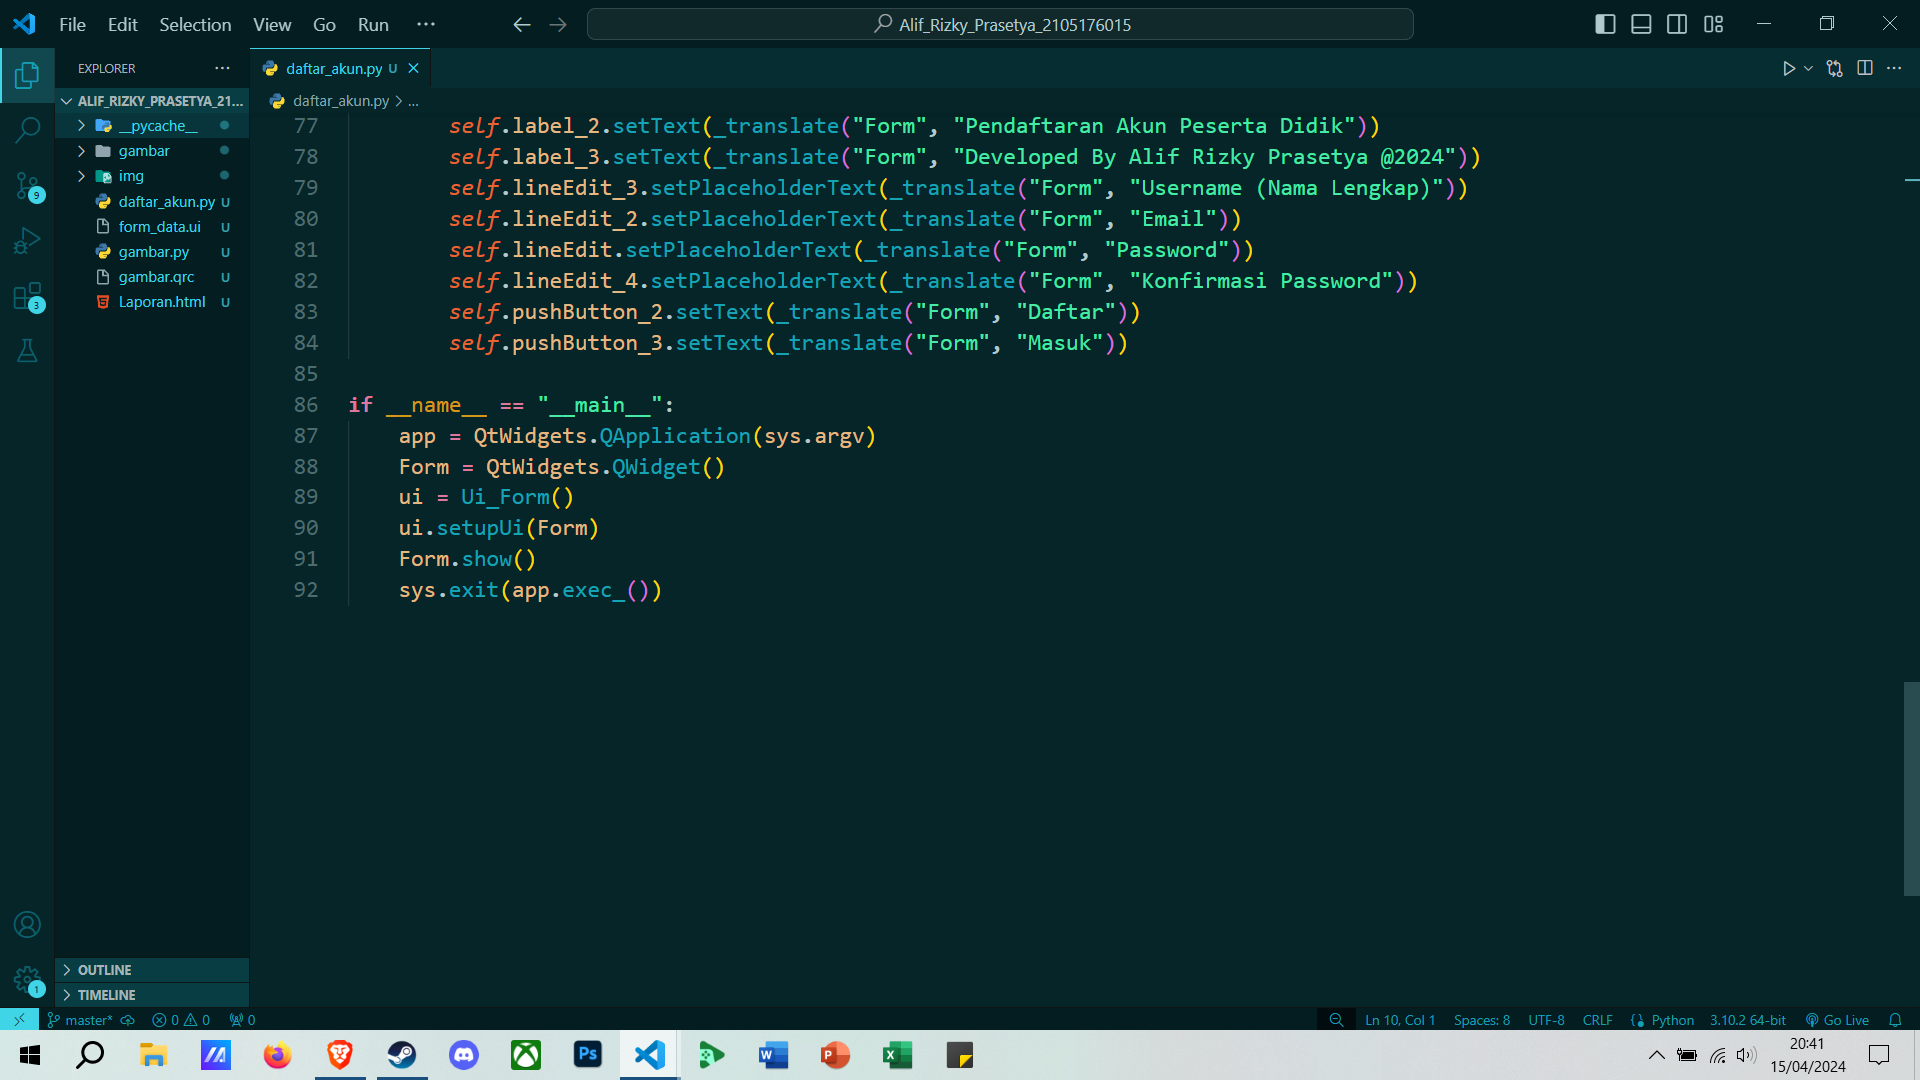 File Edit Selection View Go Run ··· Alif_Rizky_Prasetya_2105176015
EXPLORER ···
daftar_akun.py U
ALIF_RIZKY_PRASETYA_21...
daftar_akun.py > ...
__pycache__
gambar
img
daftar_akun.py U
form_data.ui U
gambar.py U
gambar.qrc U
Laporan.html U
9
3
77 self.label_2.setText(_translate("Form", "Pendaftaran Akun Peserta Didik"))
78 self.label_3.setText(_translate("Form", "Developed By Alif Rizky Prasetya @2024"))
79 self.lineEdit_3.setPlaceholderText(_translate("Form", "Username (Nama Lengkap)"))
80 self.lineEdit_2.setPlaceholderText(_translate("Form", "Email"))
81 self.lineEdit.setPlaceholderText(_translate("Form", "Password"))
82 self.lineEdit_4.setPlaceholderText(_translate("Form", "Konfirmasi Password"))
83 self.pushButton_2.setText(_translate("Form", "Daftar"))
84 self.pushButton_3.setText(_translate("Form", "Masuk"))
85
86 if __name__ == "__main__":
87 app = QtWidgets.QApplication(sys.argv)
88 Form = QtWidgets.QWidget()
89 ui = Ui_Form()
90 ui.setupUi(Form)
91 Form.show()
92 sys.exit(app.exec_())
OUTLINE
TIMELINE
1
master* 0 0 0 Ln 10, Col 1 Spaces: 8 UTF-8 CRLF Python 3.10.2 64-bit Go Live
Ps W P X
20:41
15/04/2024